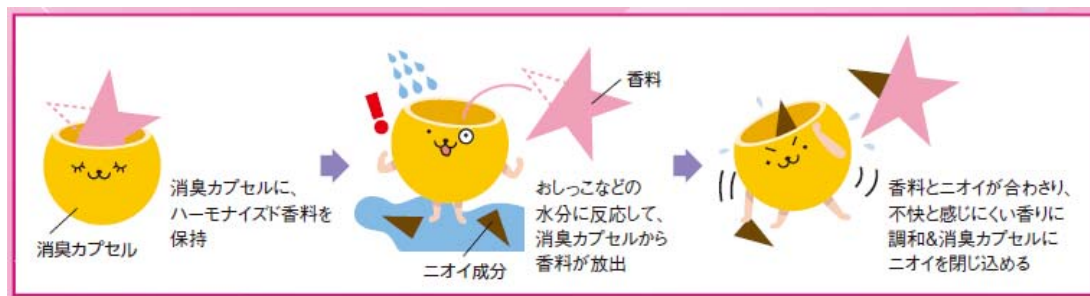 消臭カプセルに、
ハーモナイズド香料を
保持
消臭カプセル
香料
おしっこなどの
水分に反応して、
消臭カプセルから
香料が放出
ニオイ成分
香料とニオイが合わさり、
不快と感じにくい香りに
調和&消臭カプセルに
ニオイを閉じ込める